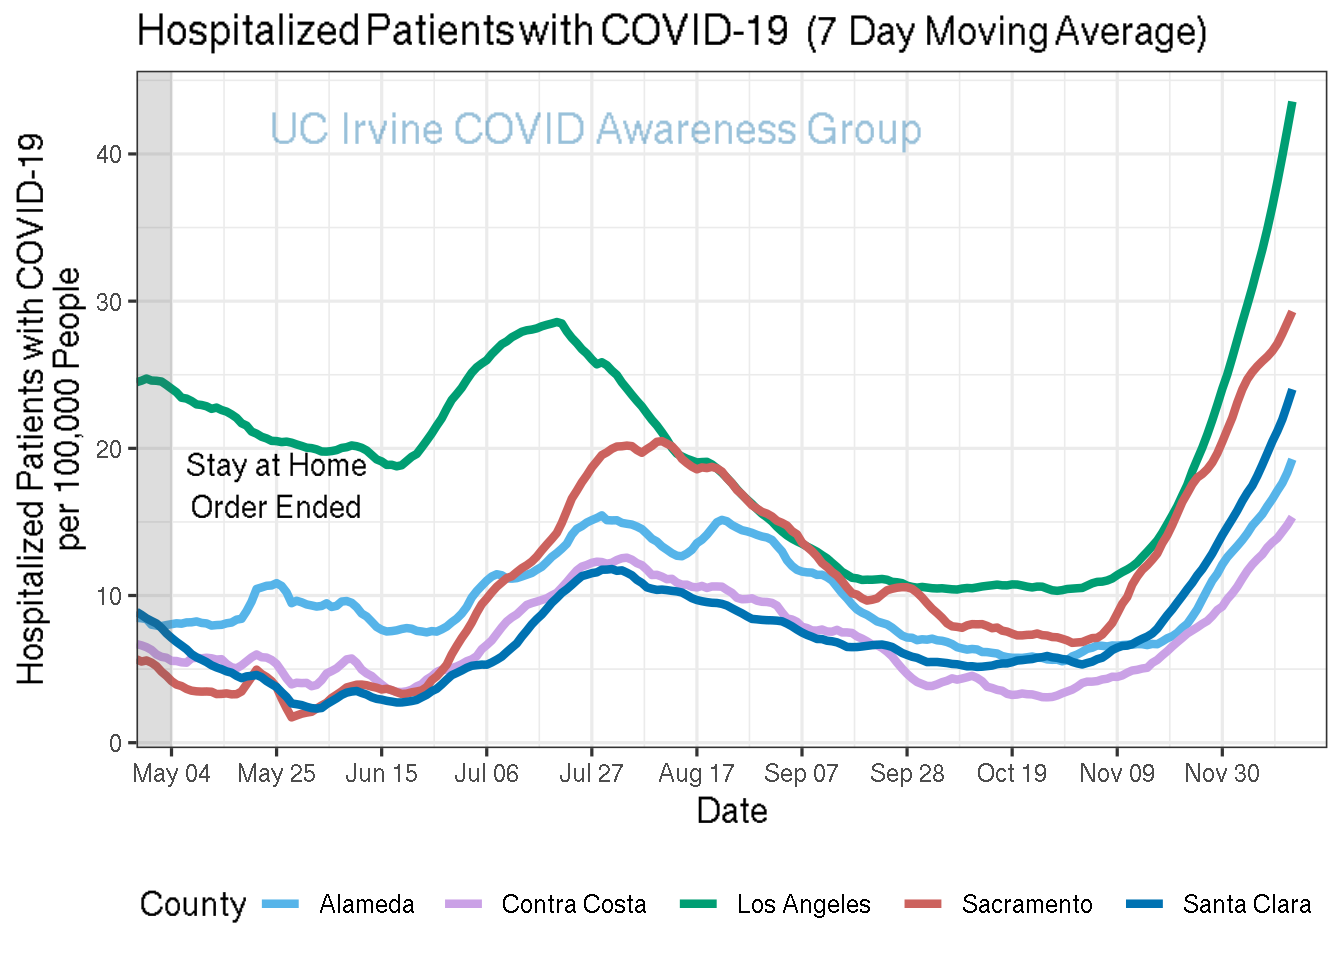 Hospitalized Patients with COVID-19 (7 Day Moving Average)
UC Irvine COVID Awareness Group
Hospitalized Patients with COVID-19
per 100,000 People
40
30
20
10
0
Stay at Home
Order Ended
May 04 May 25 Jun 15 Jul 06 Jul 27 Aug 17 Sep 07 Sep 28 Oct 19 Nov 09 Nov 30
Date
County Alameda Contra Costa Los Angeles Sacramento Santa Clara